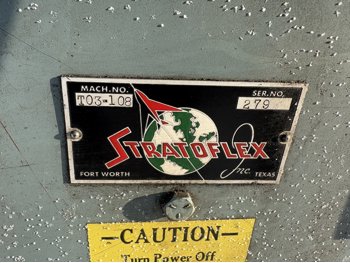 MACH.NO. SER.NO.
T03-108 279
STRATOFLEX
Inc.
FORT WORTH TEXAS
-CAUTION-
Turn Power Off